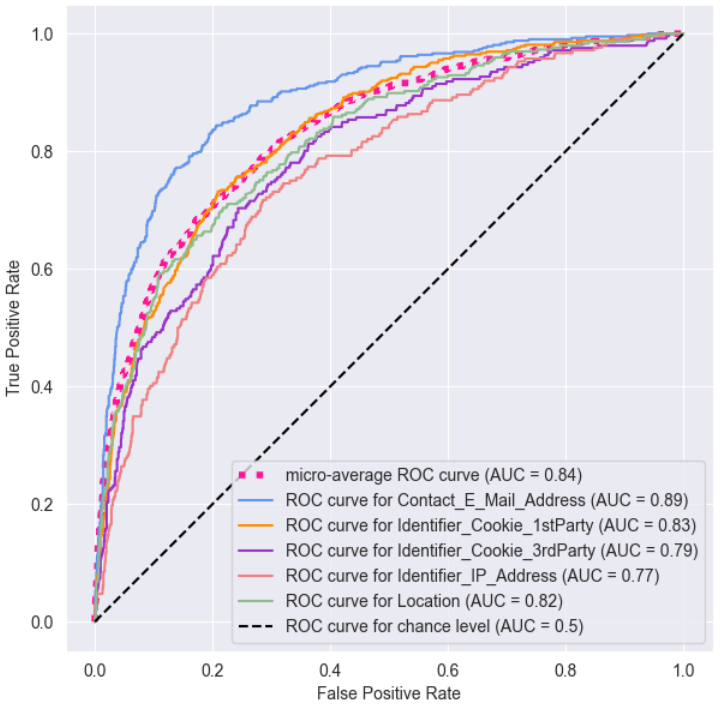 1.0
0.8
0.6
0.4
0.2
0.0
True Positive Rate
micro-average ROC curve (AUC = 0.84)
ROC curve for Contact_E_Mail_Address (AUC = 0.89)
ROC curve for Identifier_Cookie_1stParty (AUC = 0.83)
ROC curve for Identifier_Cookie_3rdParty (AUC = 0.79)
ROC curve for Identifier_IP_Address (AUC = 0.77)
ROC curve for Location (AUC = 0.82)
ROC curve for chance level (AUC = 0.5)
0.0 0.2 0.4 0.6 0.8 1.0
False Positive Rate